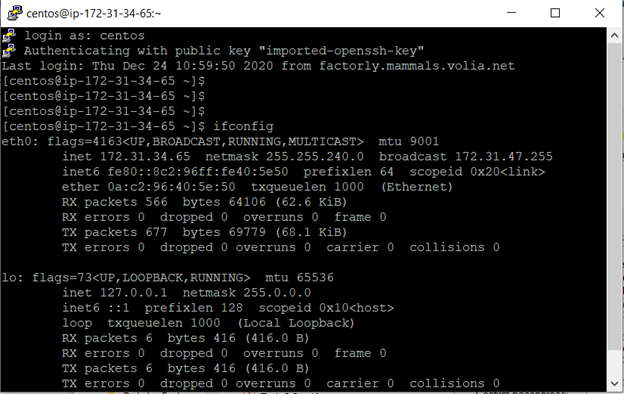 centos@ip-172-31-34-65:~
login as: centos
Authenticating with public key "imported-openssh-key"
Last login: Thu Dec 24 10:59:50 2020 from factorly.mammals.volia.net
[centos@ip-172-31-34-65 ~]$
[centos@ip-172-31-34-65 ~]$
[centos@ip-172-31-34-65 ~]$
[centos@ip-172-31-34-65 ~]$ ifconfig
eth0: flags=4163<UP,BROADCAST,RUNNING,MULTICAST>  mtu 9001
        inet 172.31.34.65  netmask 255.255.240.0  broadcast 172.31.47.255
        inet6 fe80::8c2:96ff:fe40:5e50  prefixlen 64  scopeid 0x20<link>
        ether 0a:c2:96:40:5e:50  txqueuelen 1000  (Ethernet)
        RX packets 566  bytes 64106 (62.6 KiB)
        RX errors 0  dropped 0  overruns 0  frame 0
        TX packets 677  bytes 69779 (68.1 KiB)
        TX errors 0  dropped 0 overruns 0  carrier 0  collisions 0
lo: flags=73<UP,LOOPBACK,RUNNING>  mtu 65536
        inet 127.0.0.1  netmask 255.0.0.0
        inet6 ::1  prefixlen 128  scopeid 0x10<host>
        loop  txqueuelen 1000  (Local Loopback)
        RX packets 6  bytes 416 (416.0 B)
        RX errors 0  dropped 0  overruns 0  frame 0
        TX packets 6  bytes 416 (416.0 B)
        TX errors 0  dropped 0 overruns 0  carrier 0  collisions 0